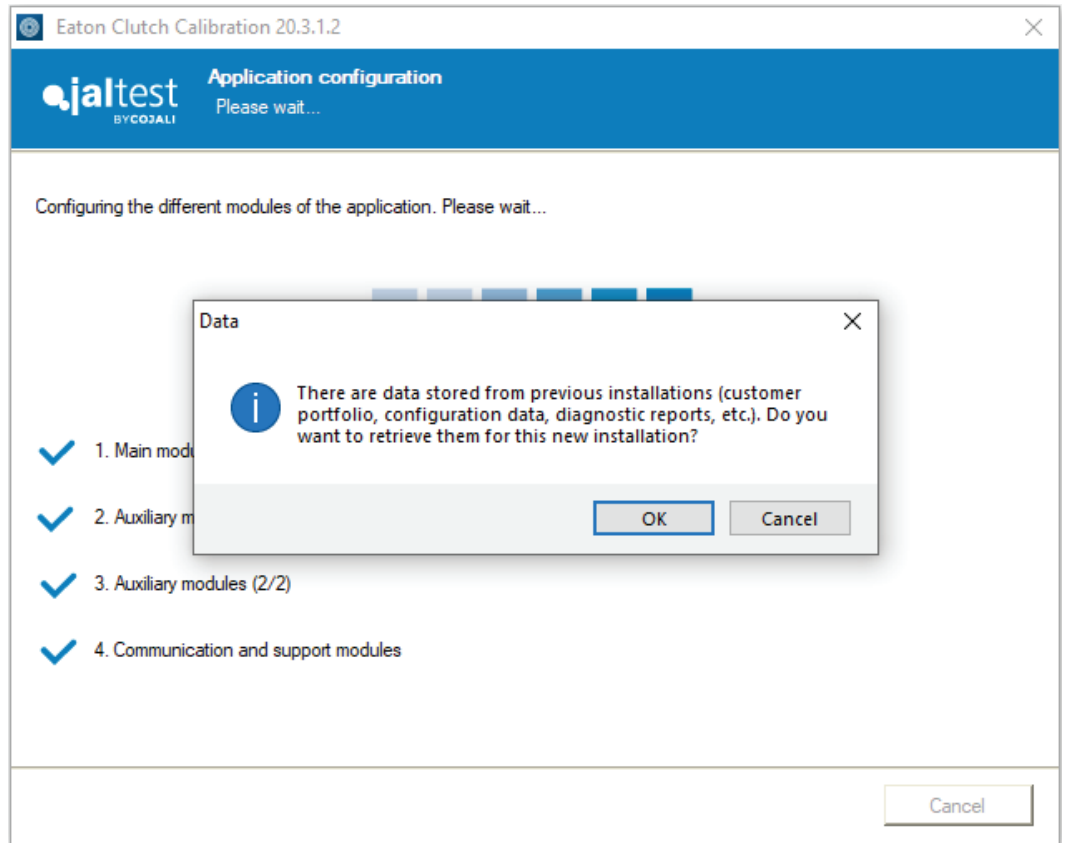 Eaton Clutch Calibration 20.3.1.2
jaltest
BY COJALI
Application configuration
Please wait...
Configuring the different modules of the application. Please wait...
Data
There are data stored from previous installations (customer
portfolio, configuration data, diagnostic reports, etc.). Do you
want to retrieve them for this new installation?
OK Cancel
1. Main
2. Auxiliary
3. Auxiliary modules (2/2)
4. Communication and support modules
Cancel